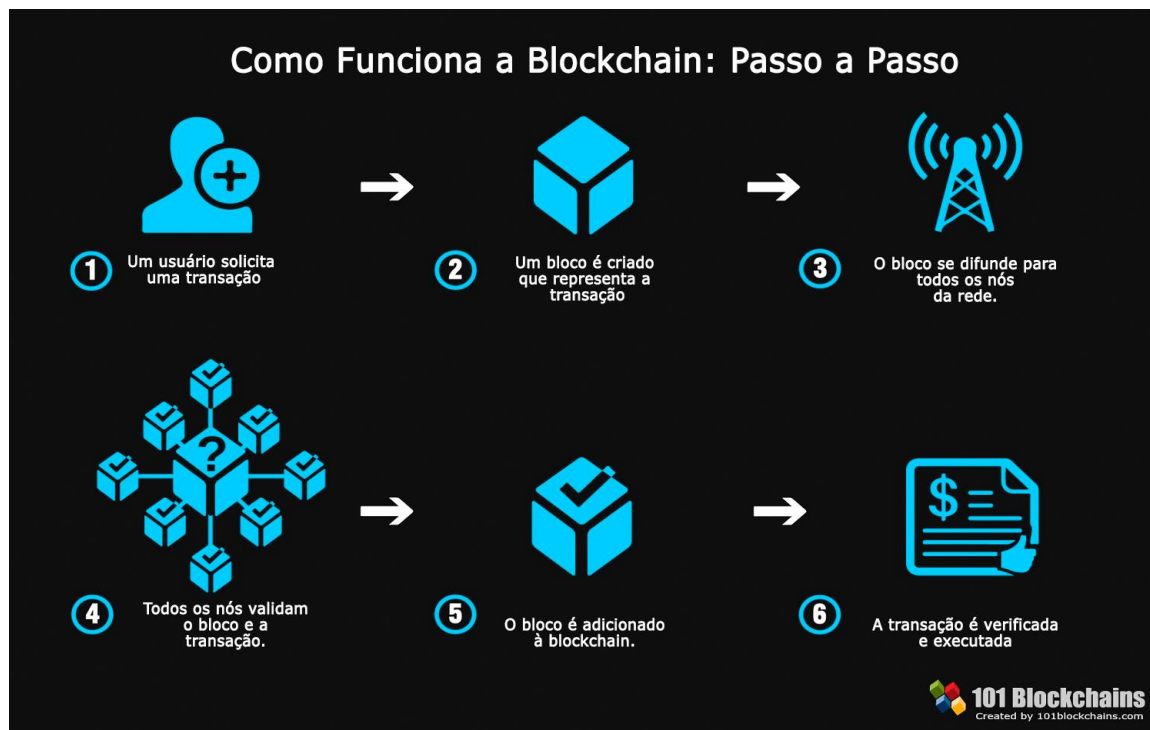 Como Funciona a Blockchain: Passo a Passo
1
Um usuário solicita
uma transação
2
Um bloco é criado
que representa a
transação
3
O bloco se difunde para
todos os nós
da rede.
?
4
Todos os nós validam
o bloco e a
transação.
5
O bloco é adicionado
à blockchain.
$
6
A transação é verificada
e executada
101 Blockchains
Created by 101blockchains.com